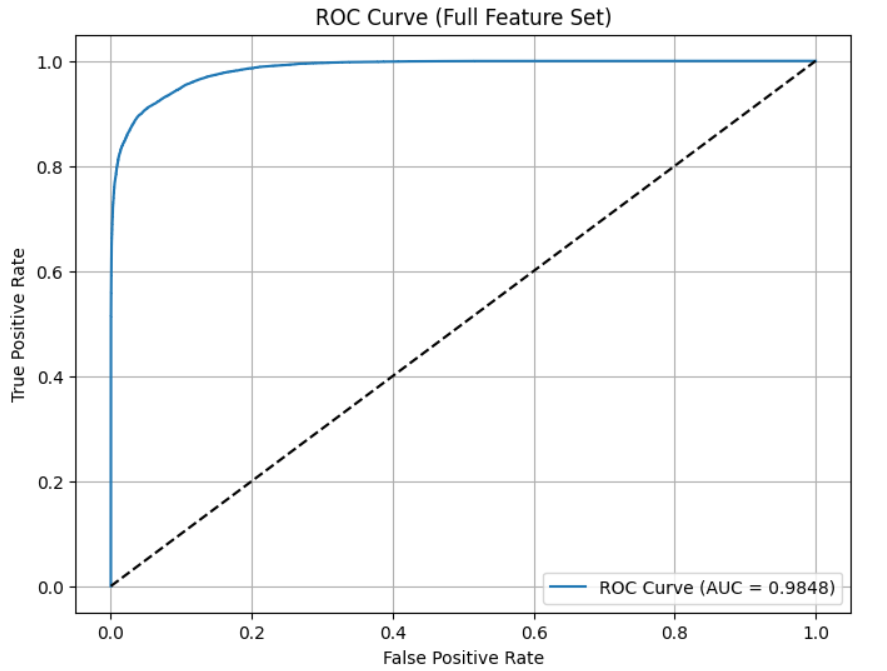 ROC Curve (Full Feature Set)
1.0
0.8
0.6
0.4
0.2
0.0
True Positive Rate
ROC Curve (AUC = 0.9848)
0.0 0.2 0.4 0.6 0.8 1.0
False Positive Rate